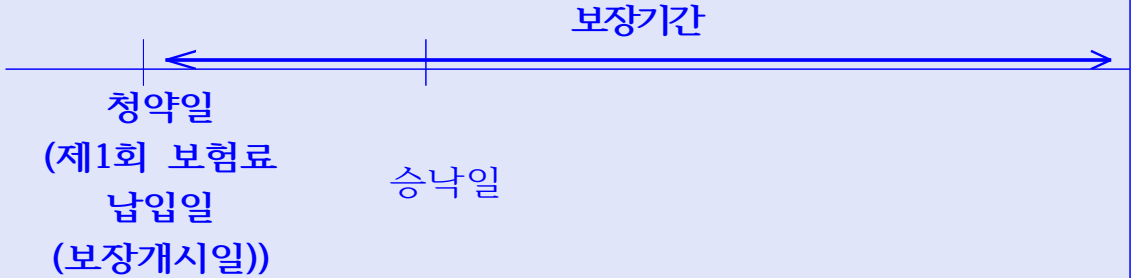 보장기간
청약일
(제1회 보험료
납입일
(보장개시일))
승낙일